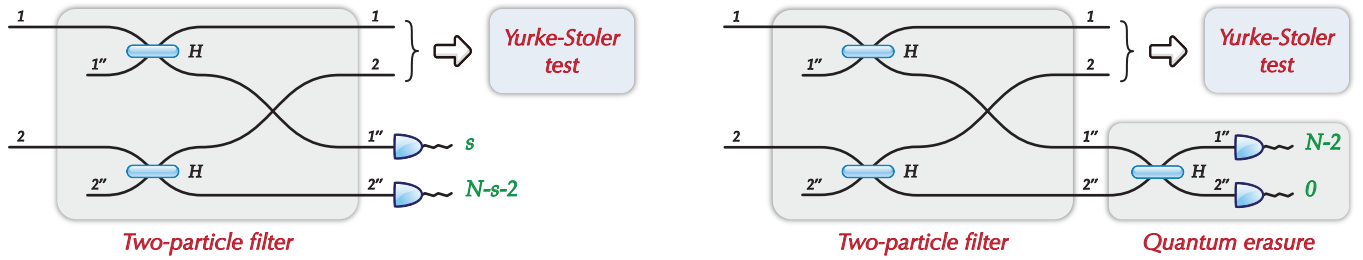 1
1
Yurke-Stoler
test
H
1″
2
2
1″
s
H
2″
2″
N-s-2
Two-particle filter
1
1
Yurke-Stoler
test
H
1″
2
2
1″
1″
N-2
H
H
2″
2″
2″
0
Two-particle filter
Quantum erasure